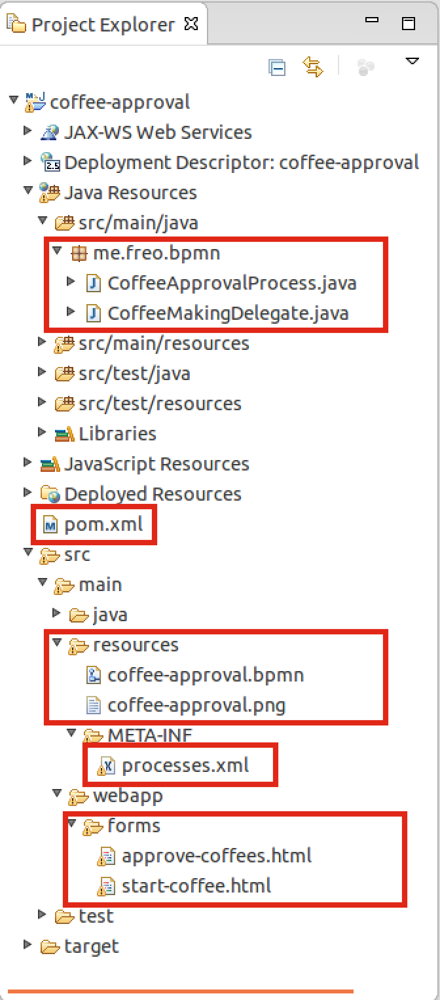 Project Explorer
coffee-approval
JAX-WS Web Services
Deployment Descriptor: coffee-approval
Java Resources
src/main/java
me.freo.bpmn
CoffeeApprovalProcess.java
CoffeeMakingDelegate.java
src/main/resources
src/test/java
src/test/resources
Libraries
JavaScript Resources
Deployed Resources
pom.xml
src
main
java
resources
coffee-approval.bpmn
coffee-approval.png
META-INF
processes.xml
webapp
forms
approve-coffees.html
start-coffee.html
test
target